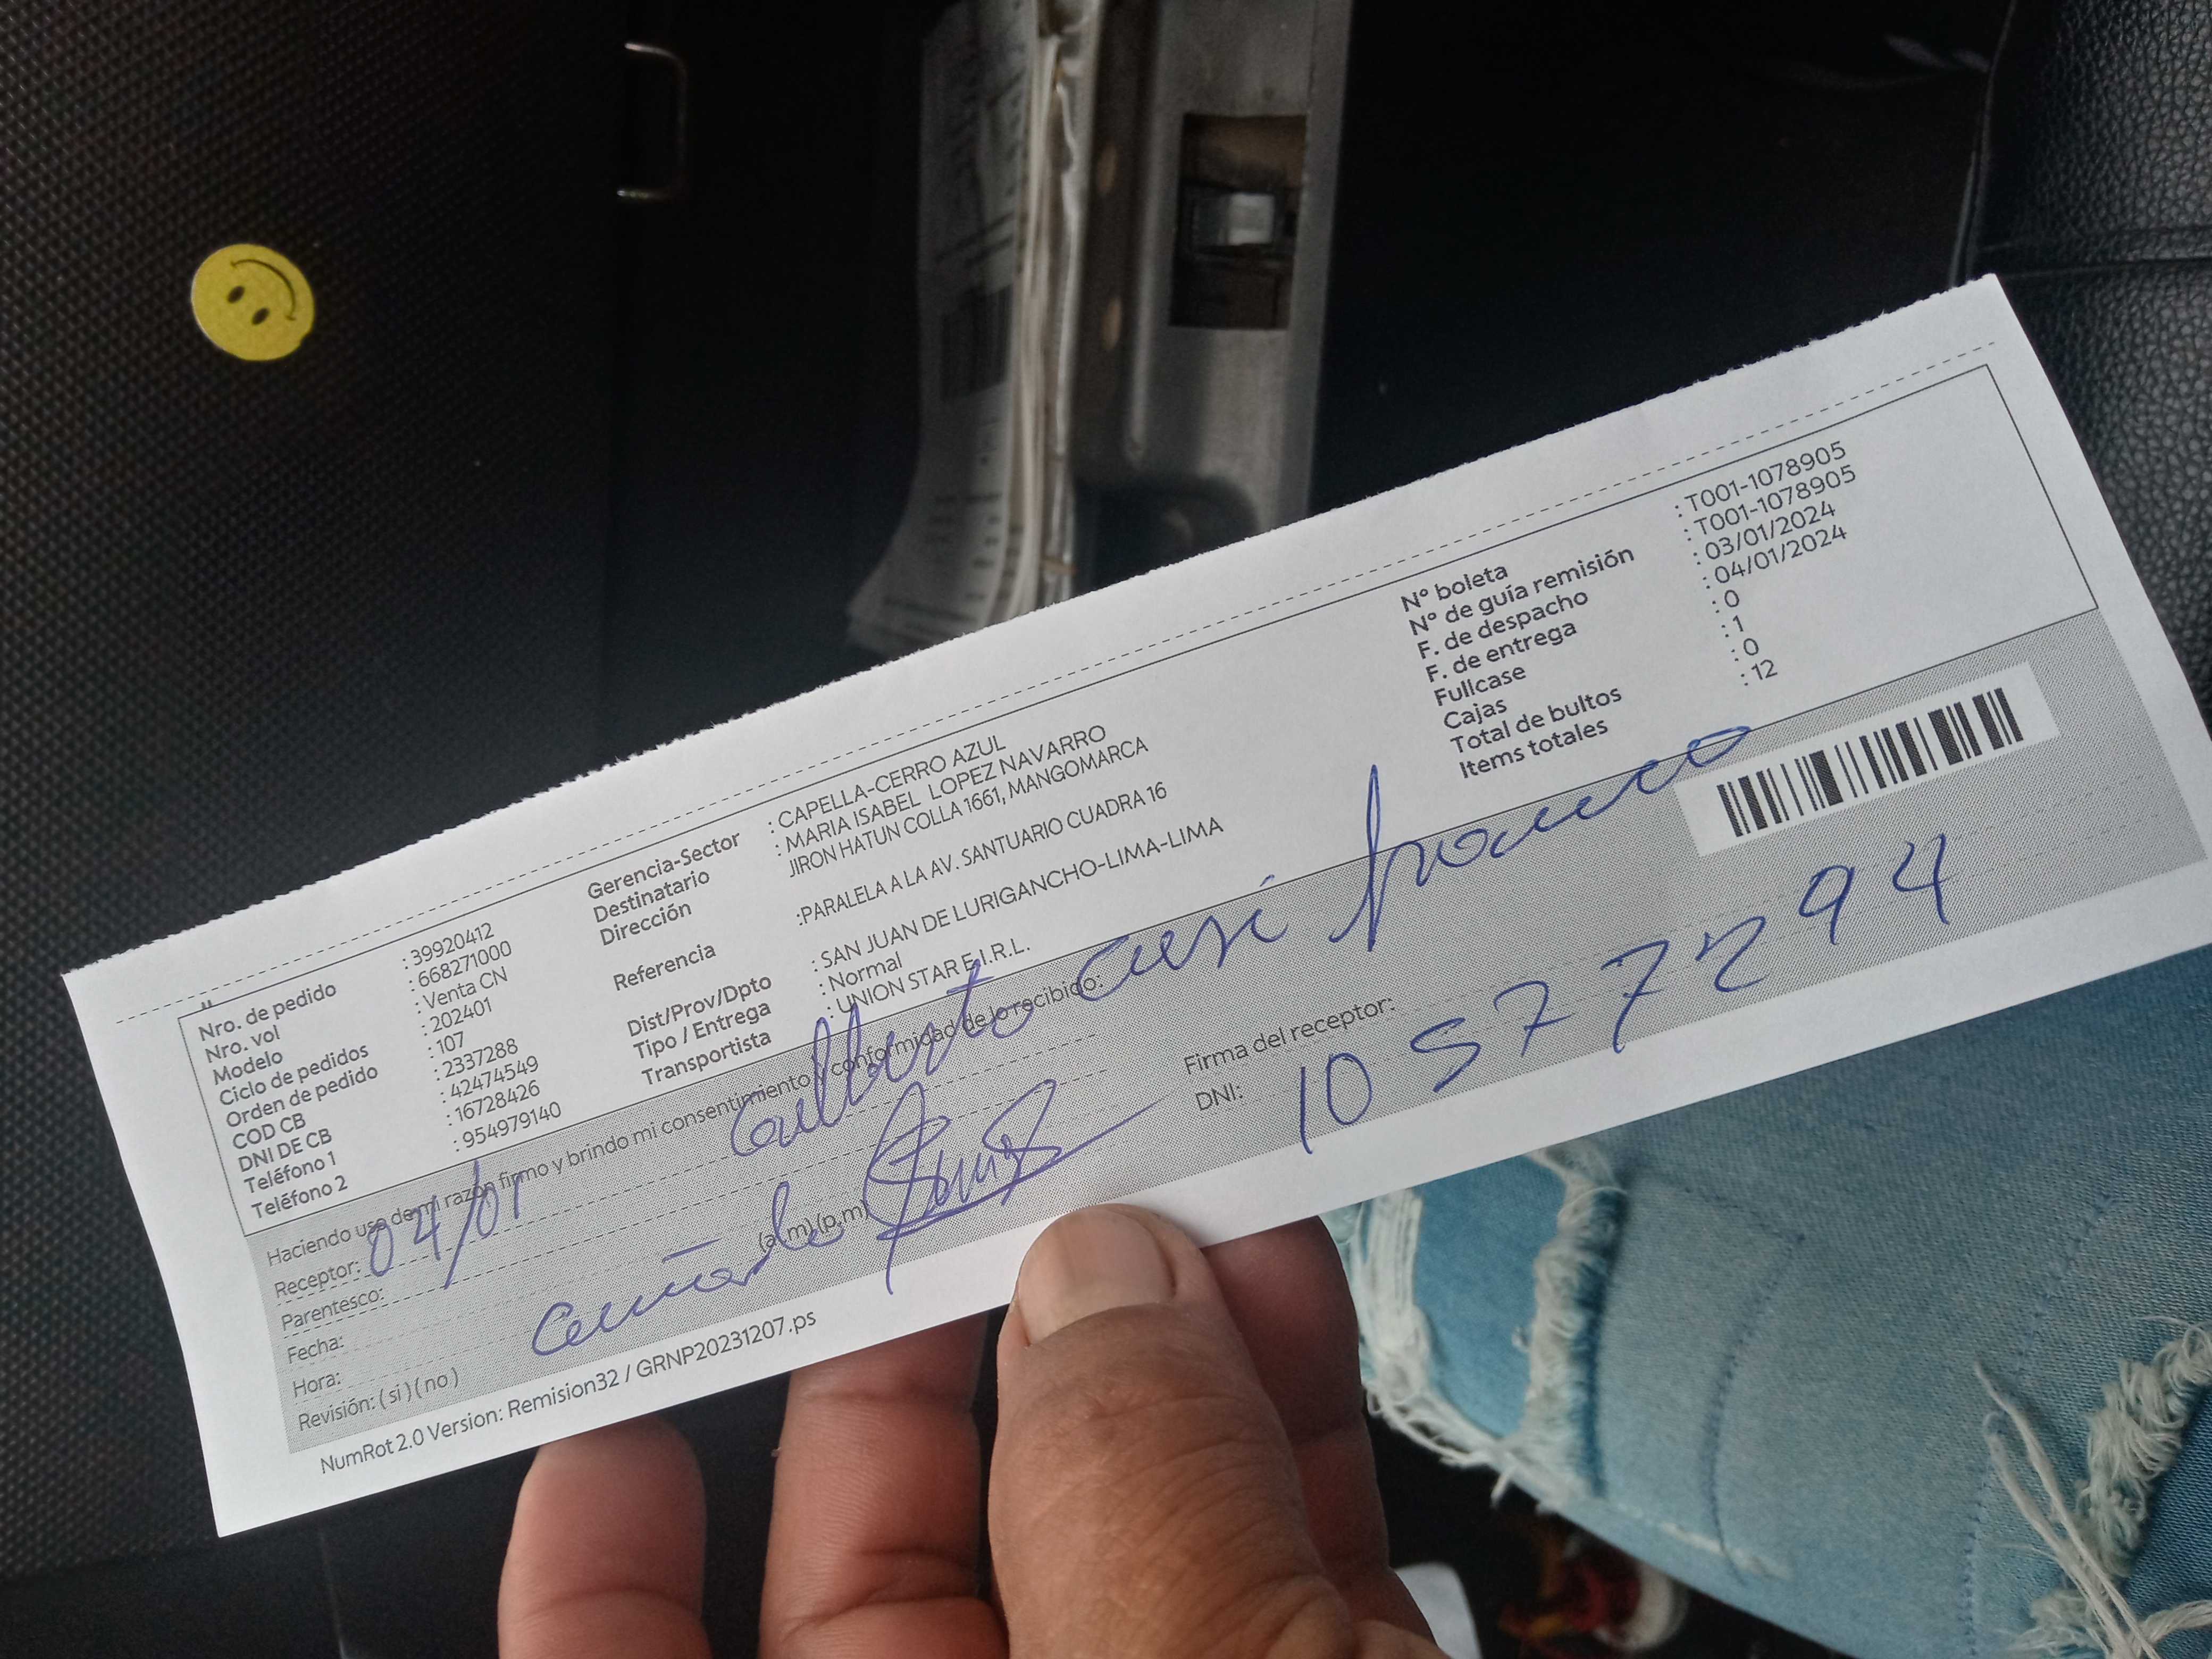 Nro. de pedido : 39920412
Nro. vol : 668271000
Modelo : Venta CN
Ciclo de pedidos : 202401
Orden de pedido : 107
COD CB : 2337288
DNI DE CB : 42474549
Teléfono 1 : 16728426
Teléfono 2 : 954979140
Gerencia-Sector : CAPELLA-CERRO AZUL
Destinatario : MARIA ISABEL LOPEZ NAVARRO
Dirección JIRON HATUN COLLA 1661, MANGOMARCA
Referencia :PARALELA A LA AV. SANTUARIO CUADRA 16
Dist/Prov/Dpto : SAN JUAN DE LURIGANCHO-LIMA-LIMA
Tipo / Entrega : Normal
Transportista : UNION STAR E.I.R.L.
N° boleta : T001-1078905
N° de guía remisión : T001-1078905
F. de despacho : 03/01/2024
F. de entrega : 04/01/2024
Fullcase : 0
Cajas : 1
Total de bultos : 0
Items totales : 12
Haciendo uso de mi razón firmo y brindo mi consentimiento y conformidad de lo recibido:
Receptor: 04/01 alberto
Parentesco:
Fecha:
Hora: (a.m) (p.m)
Revisión: ( si ) ( no ) cuñado
Firma del receptor:
DNI: 10577294
NumRot 2.0 Version: Remision32 / GRNP20231207.ps